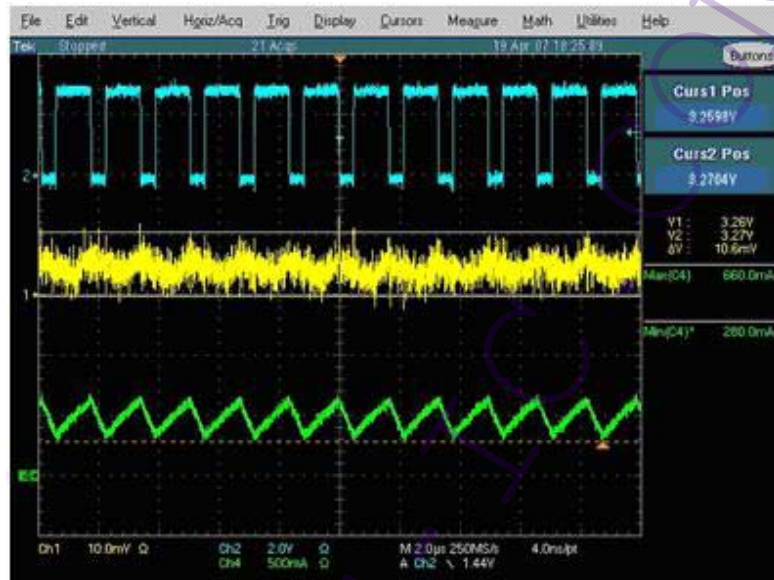 File Edit Vertical Horiz/Acq Trig Display Cursors Measure Math Utilities Help
Tek Stopped 21 Acqs 19 Apr 07 18:25:39
Buttons
Curs1 Pos
3.2598V
Curs2 Pos
3.2704V
V1: 3.26V
V2: 3.27V
ΔV: 10.6mV
Max(C4) 660.0mA
Min(C4)* 280.0mA
2
1
Ch1 10.0mV Ω Ch2 2.0V Ω M 2.0µs 250MS/s 4.0ns/pt
Ch4 500mA Ω A Ch2 \ 1.44V